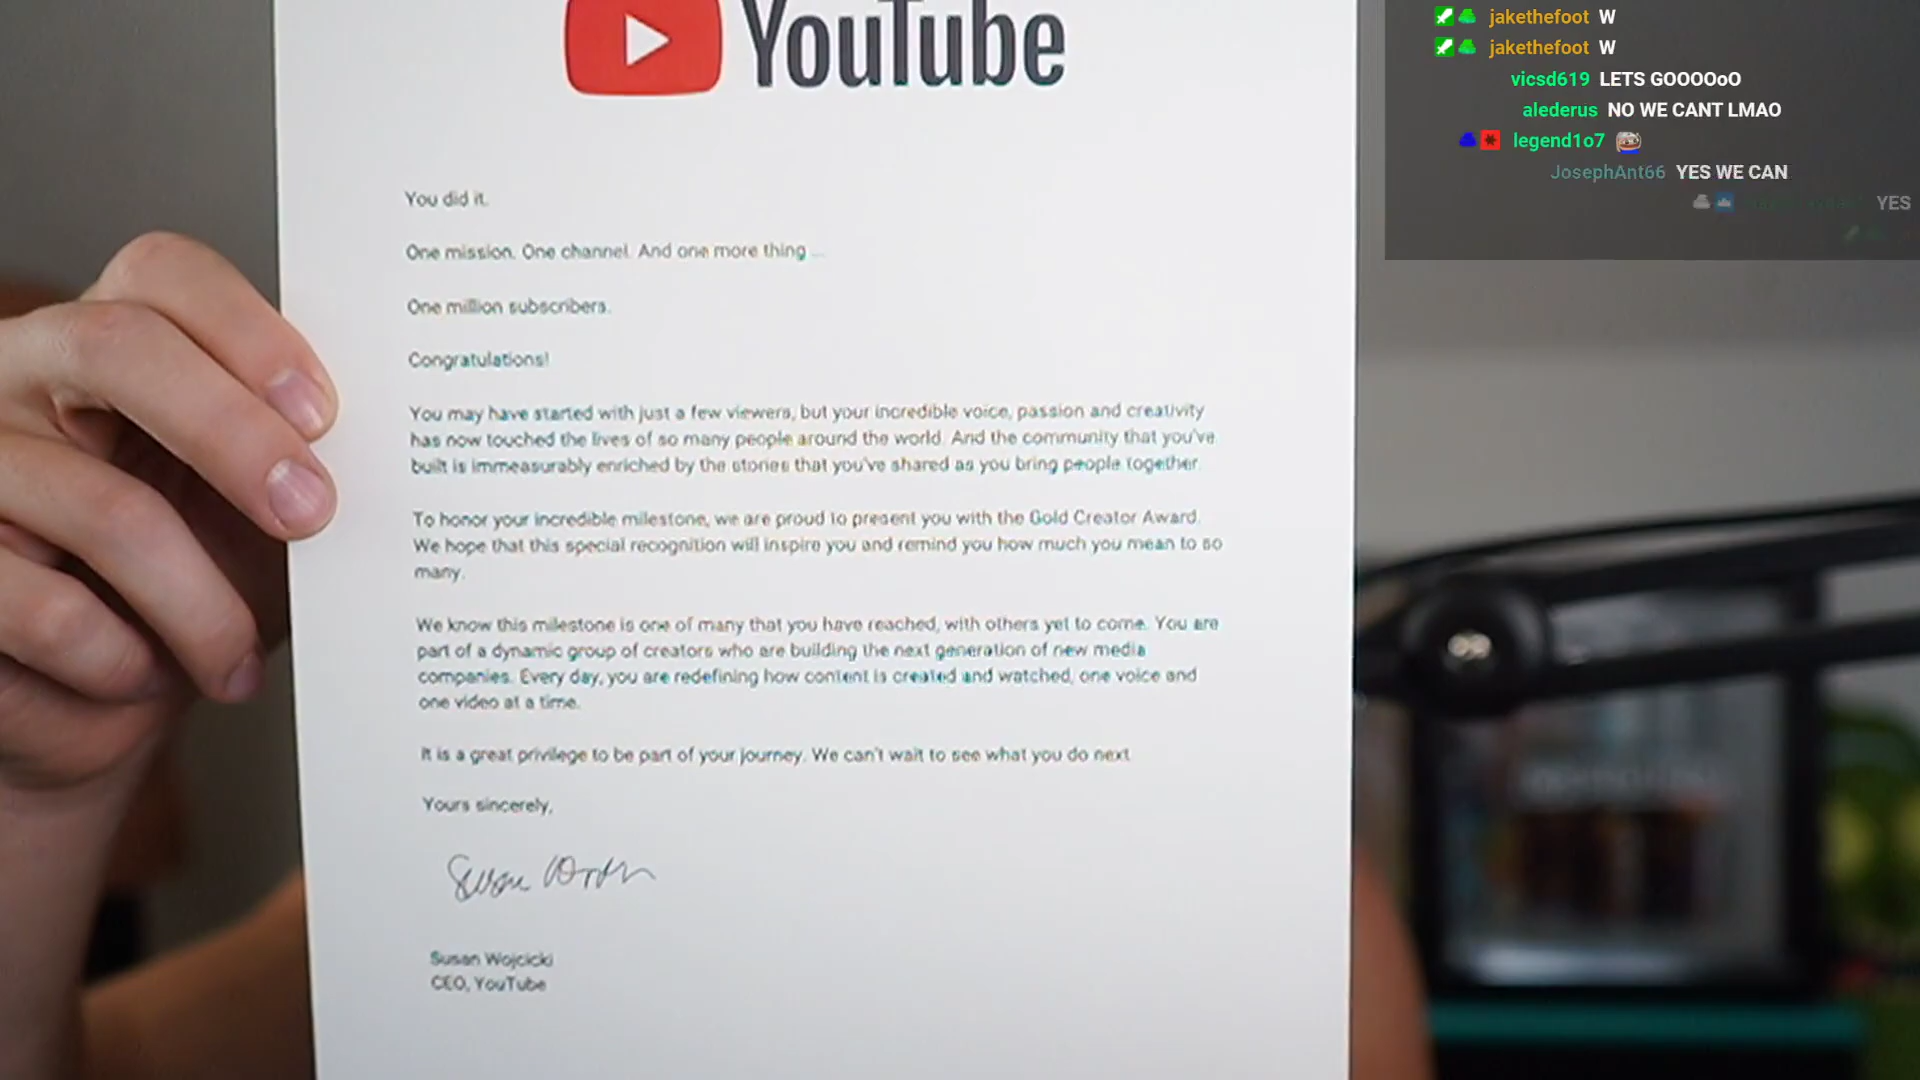 YouTube
You did it.
One mission. One channel. And one more thing ...
One million subscribers.
Congratulations!
You may have started with just a few viewers, but your incredible voice, passion and creativity
has now touched the lives of so many people around the world. And the community that you've
built is immeasurably enriched by the stories that you've shared as you bring people together.
To honor your incredible milestone, we are proud to present you with the Gold Creator Award.
We hope that this special recognition will inspire you and remind you how much you mean to so
many.
We know this milestone is one of many that you have reached, with others yet to come. You are
part of a dynamic group of creators who are building the next generation of new media
companies. Every day, you are redefining how content is created and watched, one voice and
one video at a time.
It is a great privilege to be part of your journey. We can't wait to see what you do next
Yours sincerely,
Susan Wojcicki
CEO, YouTube
jakethefoot W
jakethefoot W
vicsd619 LETS GOOOOoO
alederus NO WE CANT LMAO
legend1o7
JosephAnt66 YES WE CAN
YES